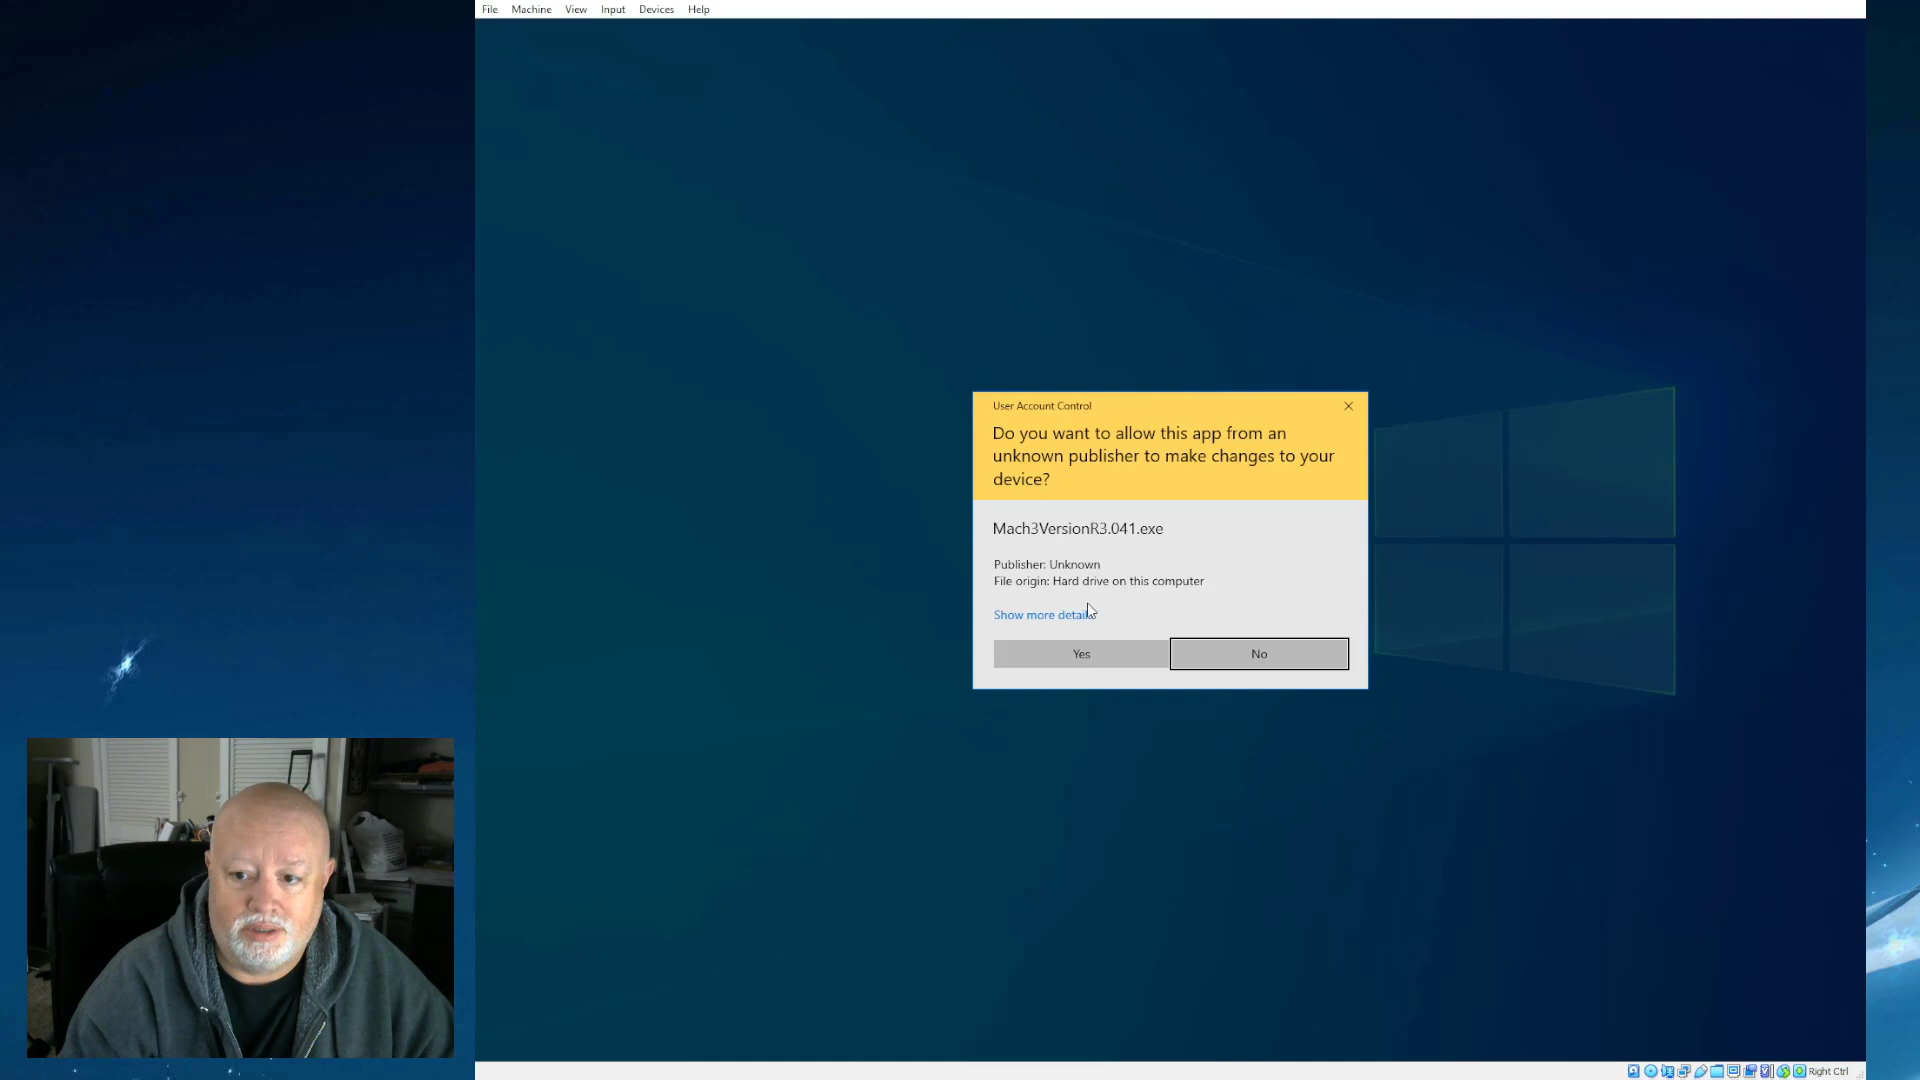 File Machine View Input Devices Help
User Account Control
Do you want to allow this app from an
unknown publisher to make changes to your
device?
Mach3VersionR3.041.exe
Publisher: Unknown
File origin: Hard drive on this computer
Show more details
Yes No
Right Ctrl